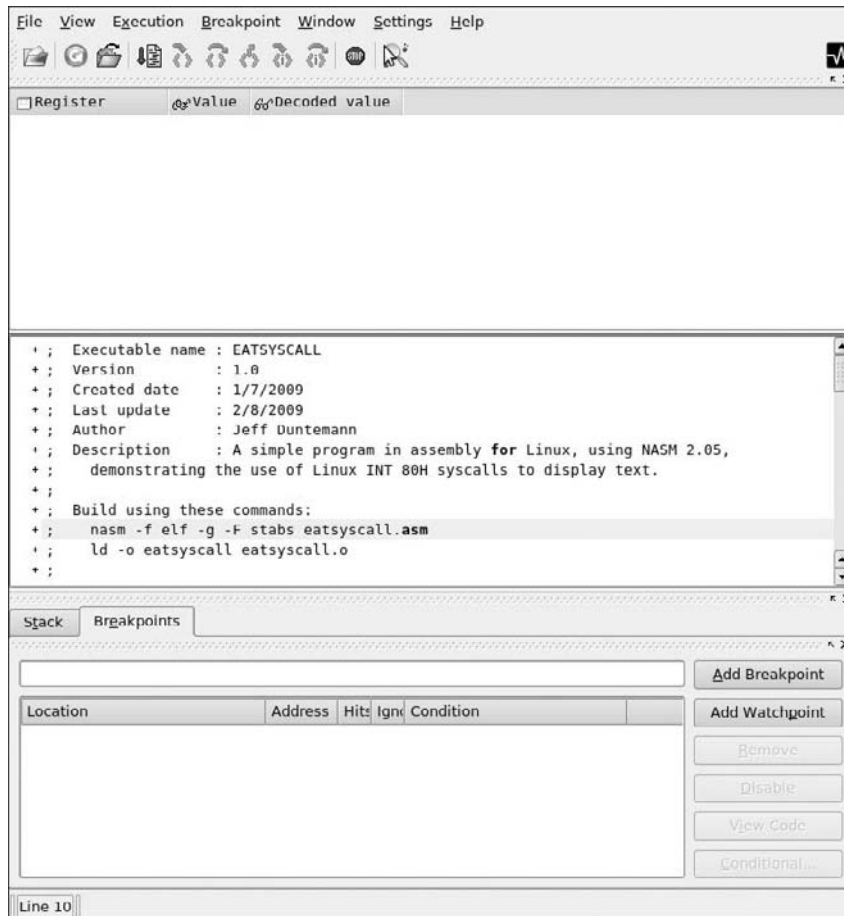 File View Execution Breakpoint Window Settings Help
STOP
Register Value Decoded value
+ ; Executable name : EATSYSCALL
+ ; Version : 1.0
+ ; Created date : 1/7/2009
+ ; Last update : 2/8/2009
+ ; Author : Jeff Duntemann
+ ; Description : A simple program in assembly for Linux, using NASM 2.05,
+ ; demonstrating the use of Linux INT 80H syscalls to display text.
+ ;
+ ; Build using these commands:
+ ; nasm -f elf -g -F stabs eatsyscall.asm
+ ; ld -o eatsyscall eatsyscall.o
+ ;
Stack Breakpoints
Add Breakpoint
Location Address Hits Igno Condition
Add Watchpoint
Remove
Disable
View Code
Conditional...
Line 10